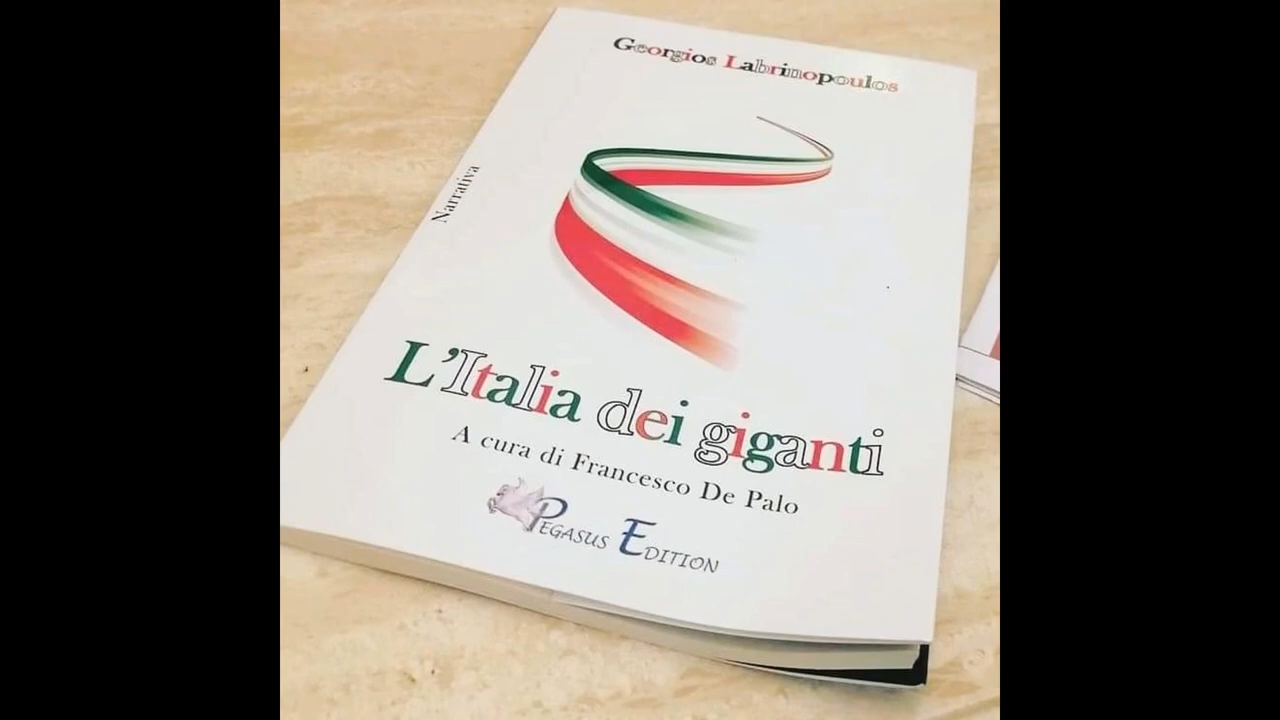 Georgios Labrinopoulos
Narrativa
L'Italia dei giganti
A cura di Francesco De Palo
PEGASUS EDITION